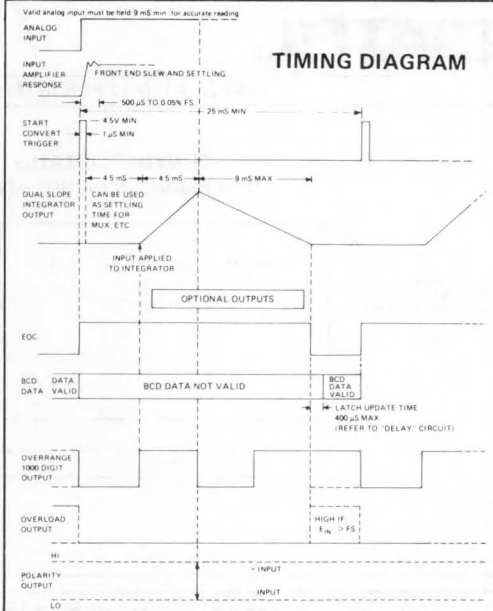 Valid analog input must be held 9 mS min. for accurate reading
ANALOG
INPUT
TIMING DIAGRAM
INPUT
AMPLIFIER
RESPONSE
FRONT END SLEW AND SETTLING
500 µS TO 0.05% FS
25 mS MIN
START
CONVERT
TRIGGER
4.5V MIN
1 µS MIN
4.5 mS
4.5 mS
9 mS MAX
DUAL SLOPE
INTEGRATOR
OUTPUT
CAN BE USED
AS SETTLING
TIME FOR
MUX, ETC
INPUT APPLIED
TO INTEGRATOR
OPTIONAL OUTPUTS
EOC
BCD DATA
DATA VALID
BCD DATA NOT VALID
BCD
DATA
VALID
LATCH UPDATE TIME
400 µS MAX
(REFER TO "DELAY" CIRCUIT)
OVERRANGE
1000 DIGIT
OUTPUT
OVERLOAD
OUTPUT
HIGH IF
EIN > FS
HI
+ INPUT
POLARITY
OUTPUT
- INPUT
LO